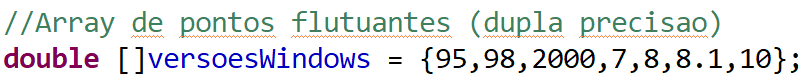 //Array de pontos flutuantes (dupla precisao)
double []versoesWindows = {95,98,2000,7,8,8.1,10};